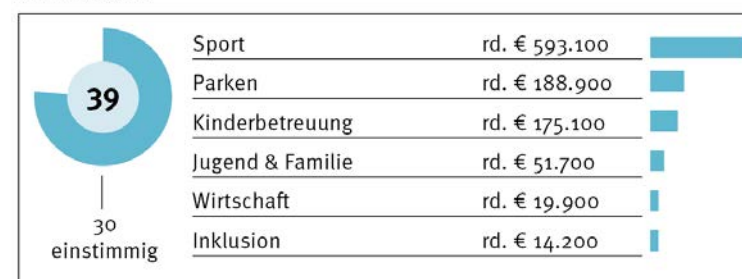 39
30
einstimmig
Sport rd. € 593.100
Parken rd. € 188.900
Kinderbetreuung rd. € 175.100
Jugend & Familie rd. € 51.700
Wirtschaft rd. € 19.900
Inklusion rd. € 14.200